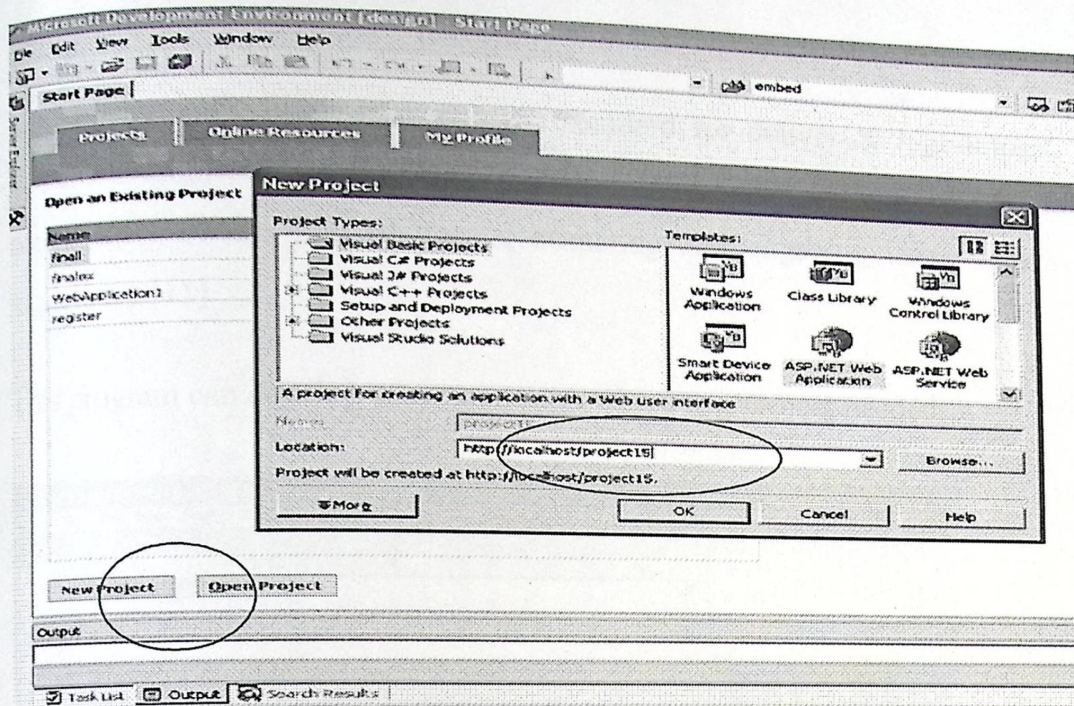 Microsoft Development Environment [design] - Start Page
File Edit View Tools Window Help
embed
Start Page
Projects
Online Resources
My Profile
Open an Existing Project
Name
finall
finalex
WebApplication1
register
New Project
Project Types:
Visual Basic Projects
Visual C# Projects
Visual J# Projects
Visual C++ Projects
Setup and Deployment Projects
Other Projects
Visual Studio Solutions
Templates:
Windows Application
Class Library
Windows Control Library
Smart Device Application
ASP.NET Web Application
ASP.NET Web Service
A project for creating an application with a Web user interface
Name:
project15
Location:
http://localhost/project15
Browse...
Project will be created at http://localhost/project15.
More
OK
Cancel
Help
New Project
Open Project
Output
Task List
Output
Search Results
program can